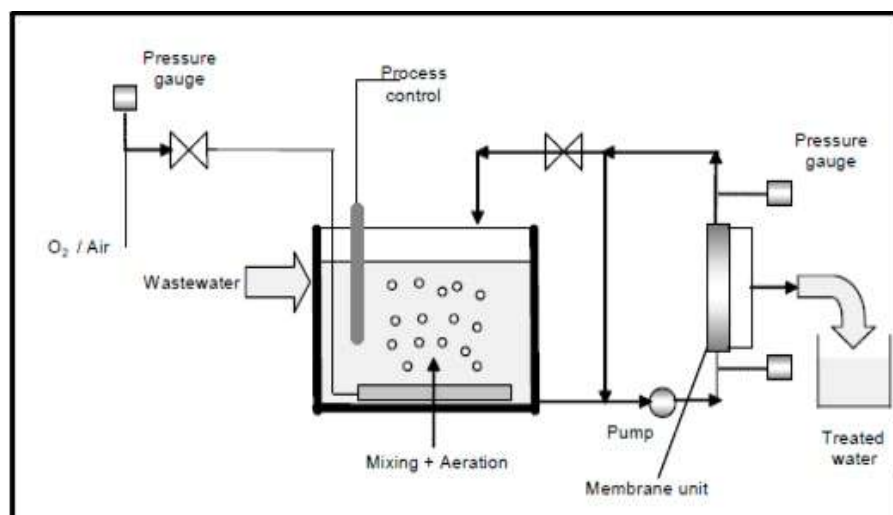 Pressure
gauge
Process
control
Pressure
gauge
O₂ / Air
Wastewater
Pump
Treated
water
Mixing + Aeration
Membrane unit